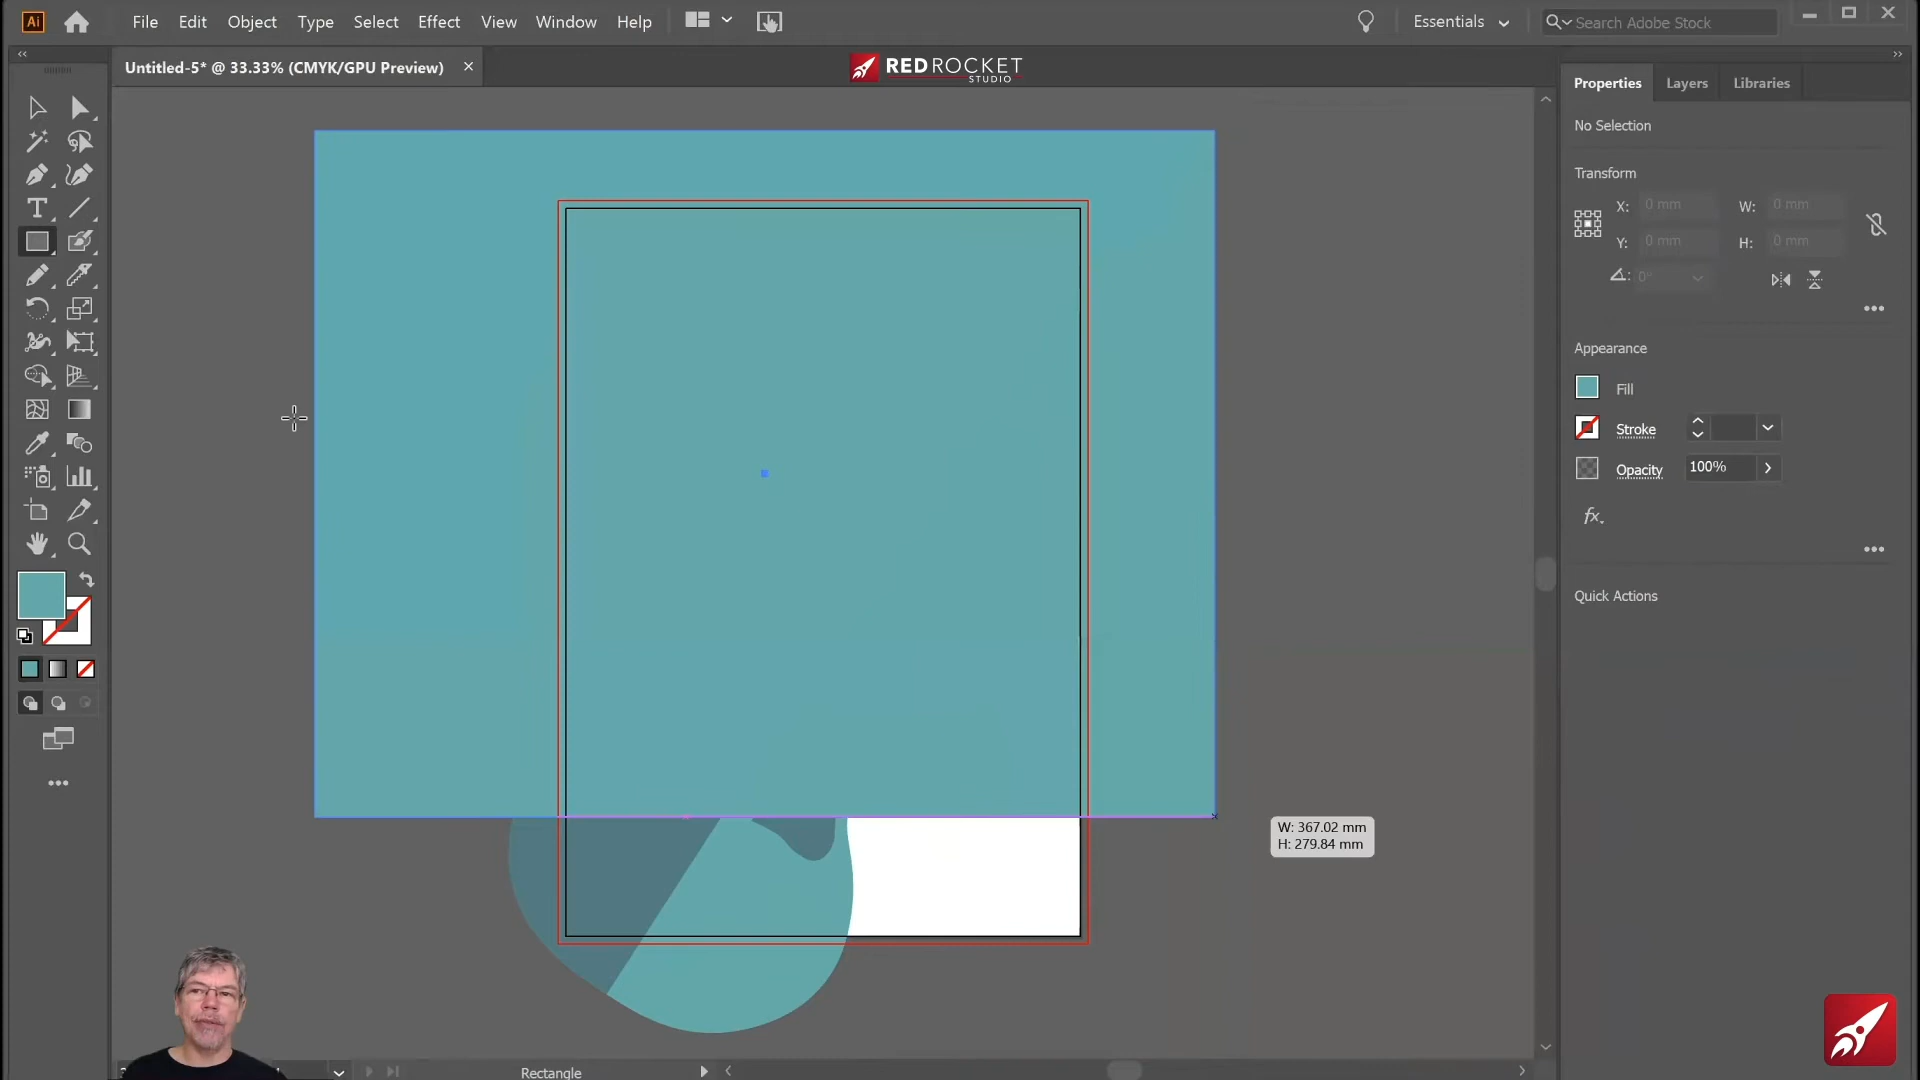 Ai File Edit Object Type Select Effect View Window Help Essentials Search Adobe Stock
Untitled-5* @ 33.33% (CMYK/GPU Preview)
REDROCKET
STUDIO
Properties Layers Libraries
No Selection
Transform
X: 0 mm W: 0 mm
Y: 0 mm H: 0 mm
0°
Appearance
Fill
Stroke
Opacity 100%
fx.
Quick Actions
W: 367.02 mm
H: 279.84 mm
Rectangle